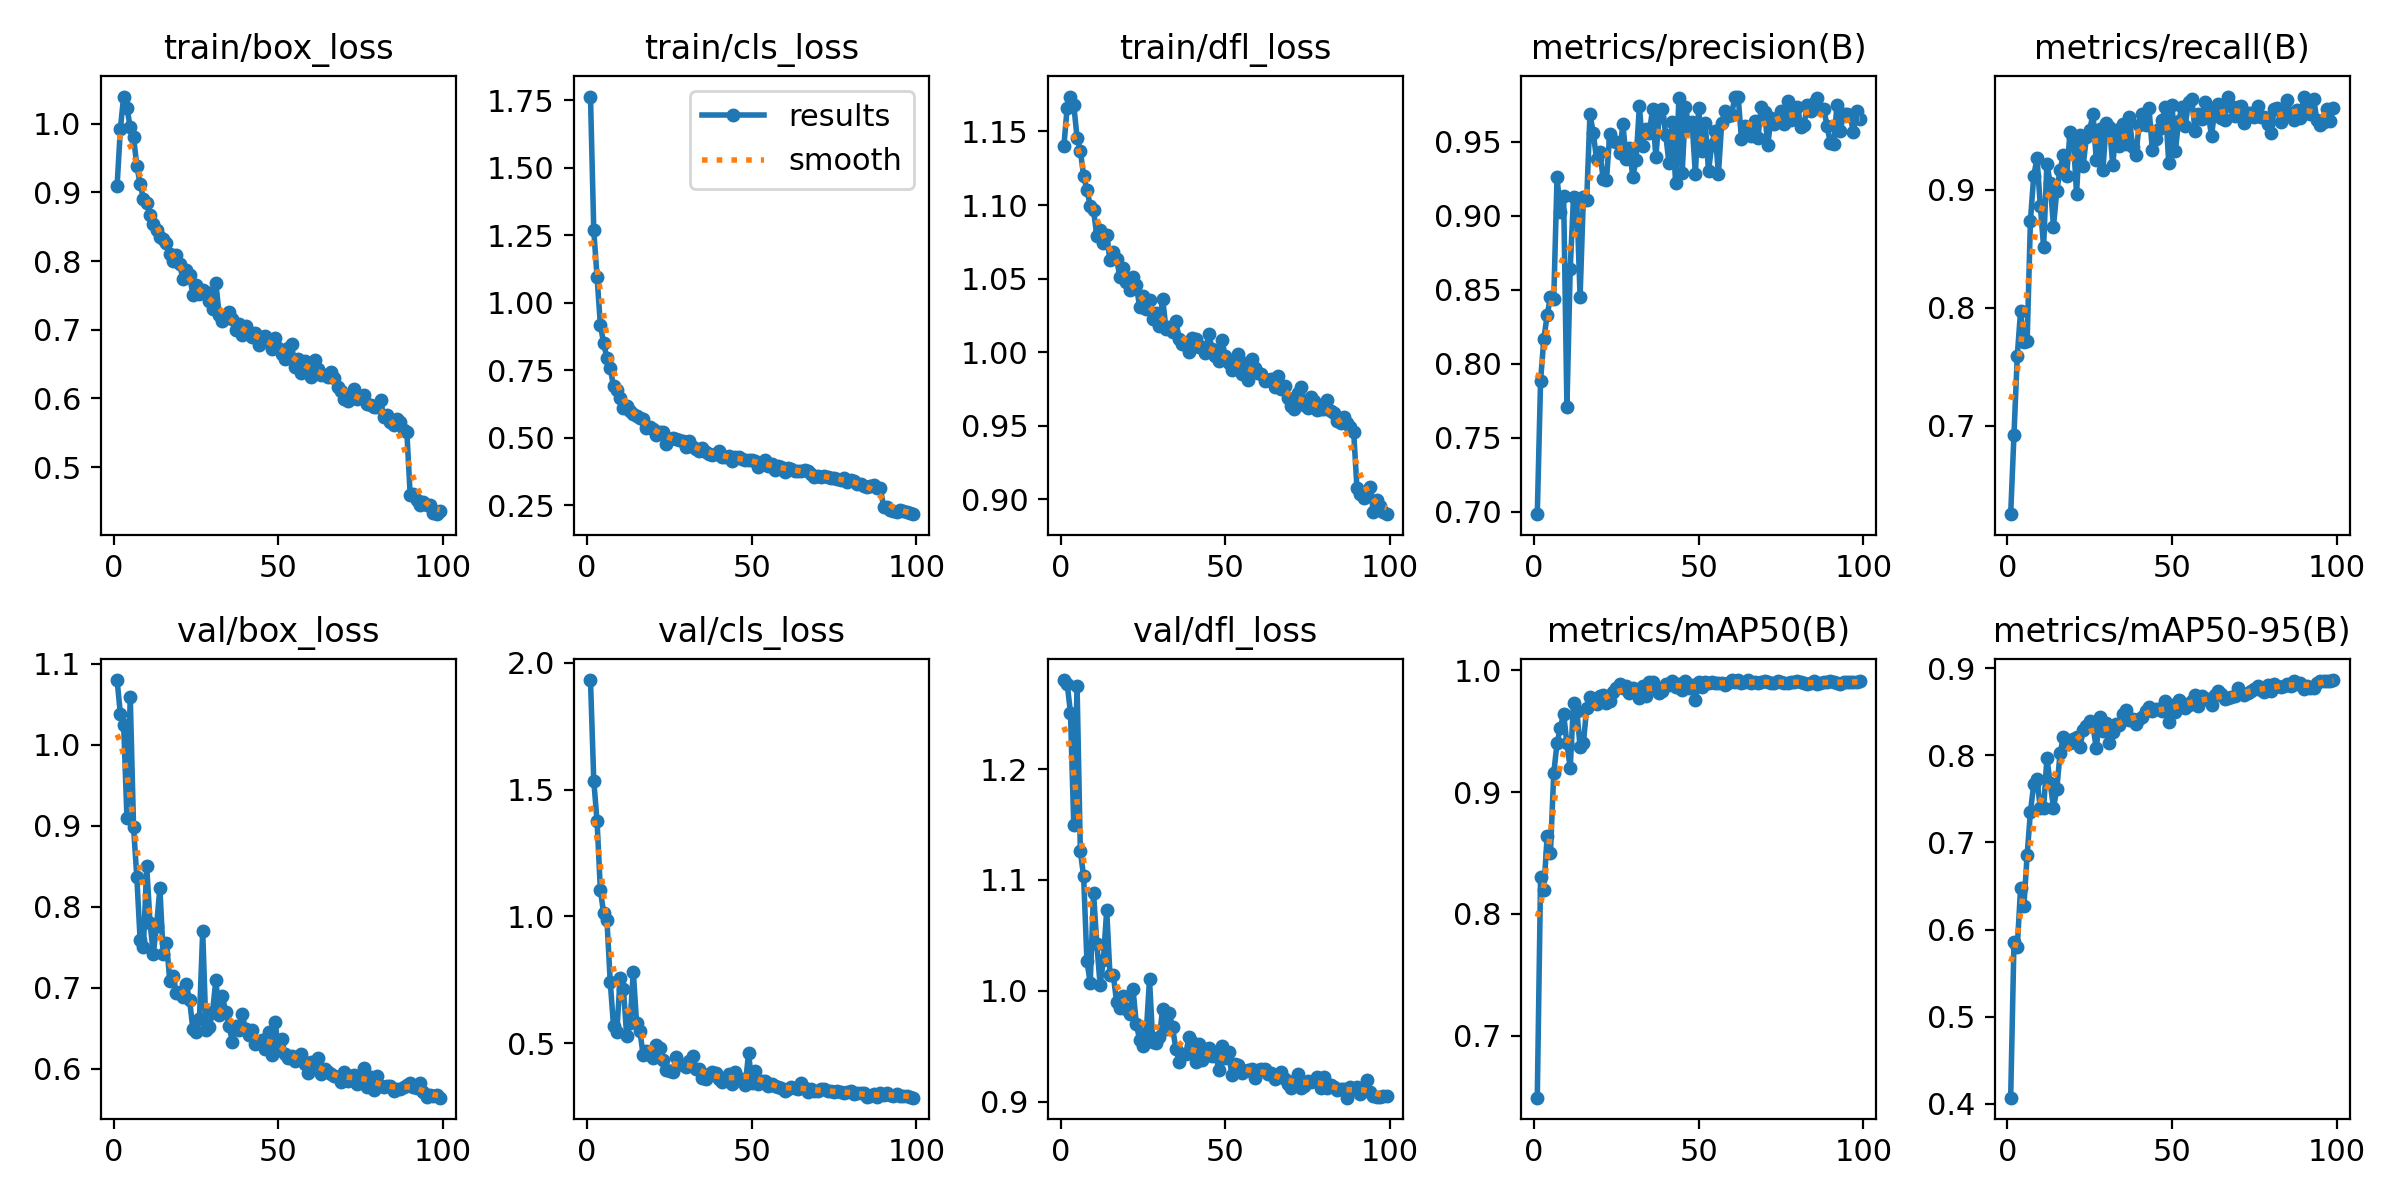 train/box_loss
1.0
0.9
0.8
0.7
0.6
0.5
0 50 100
train/cls_loss
results
smooth
1.75
1.50
1.25
1.00
0.75
0.50
0.25
0 50 100
train/dfl_loss
1.15
1.10
1.05
1.00
0.95
0.90
0 50 100
metrics/precision(B)
0.95
0.90
0.85
0.80
0.75
0.70
0 50 100
metrics/recall(B)
0.9
0.8
0.7
0 50 100
val/box_loss
1.1
1.0
0.9
0.8
0.7
0.6
0 50 100
val/cls_loss
2.0
1.5
1.0
0.5
0 50 100
val/dfl_loss
1.2
1.1
1.0
0.9
0 50 100
metrics/mAP50(B)
1.0
0.9
0.8
0.7
0 50 100
metrics/mAP50-95(B)
0.9
0.8
0.7
0.6
0.5
0.4
0 50 100